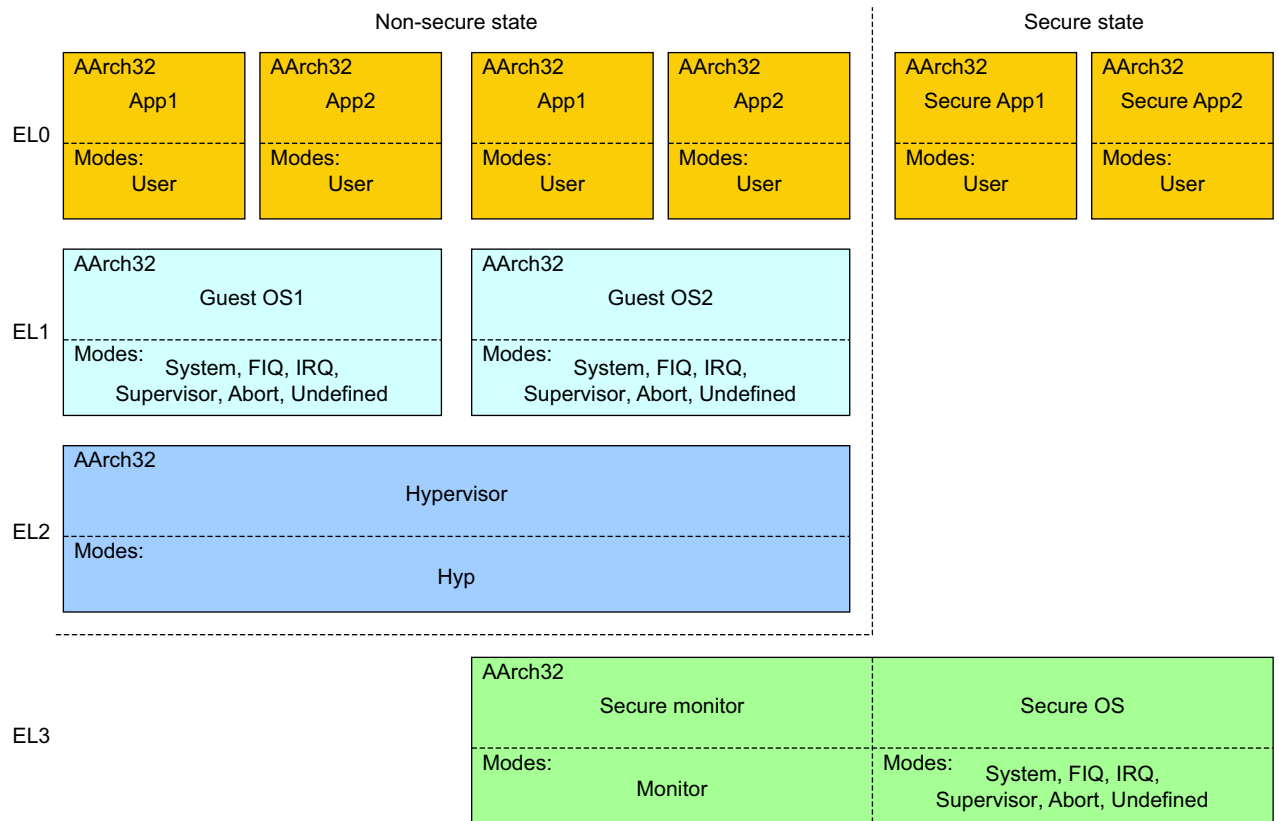 Non-secure state
Secure state
EL0
AArch32
App1
Modes:
User
AArch32
App2
Modes:
User
AArch32
App1
Modes:
User
AArch32
App2
Modes:
User
AArch32
Secure App1
Modes:
User
AArch32
Secure App2
Modes:
User
EL1
AArch32
Guest OS1
Modes:
System, FIQ, IRQ,
Supervisor, Abort, Undefined
AArch32
Guest OS2
Modes:
System, FIQ, IRQ,
Supervisor, Abort, Undefined
EL2
AArch32
Hypervisor
Modes:
Hyp
EL3
AArch32
Secure monitor
Modes:
Monitor
Secure OS
Modes:
System, FIQ, IRQ,
Supervisor, Abort, Undefined